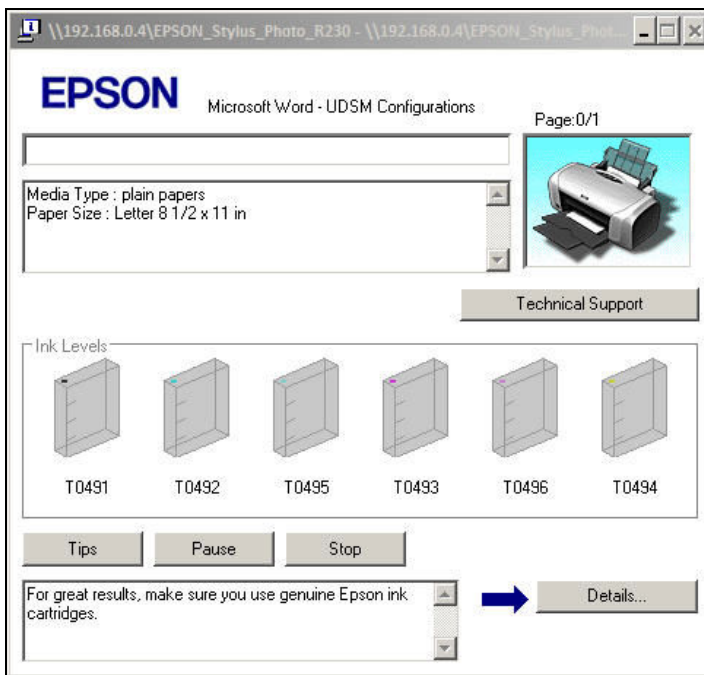 \\192.168.0.4\EPSON_Stylus_Photo_R230 - \\192.168.0.4\EPSON_Stylus_Phot...
EPSON
Microsoft Word - UDSM Configurations
Page:0/1
Media Type : plain papers
Paper Size : Letter 8 1/2 x 11 in
Technical Support
Ink Levels
T0491 T0492 T0495 T0493 T0496 T0494
Tips Pause Stop
For great results, make sure you use genuine Epson ink
cartridges.
Details...